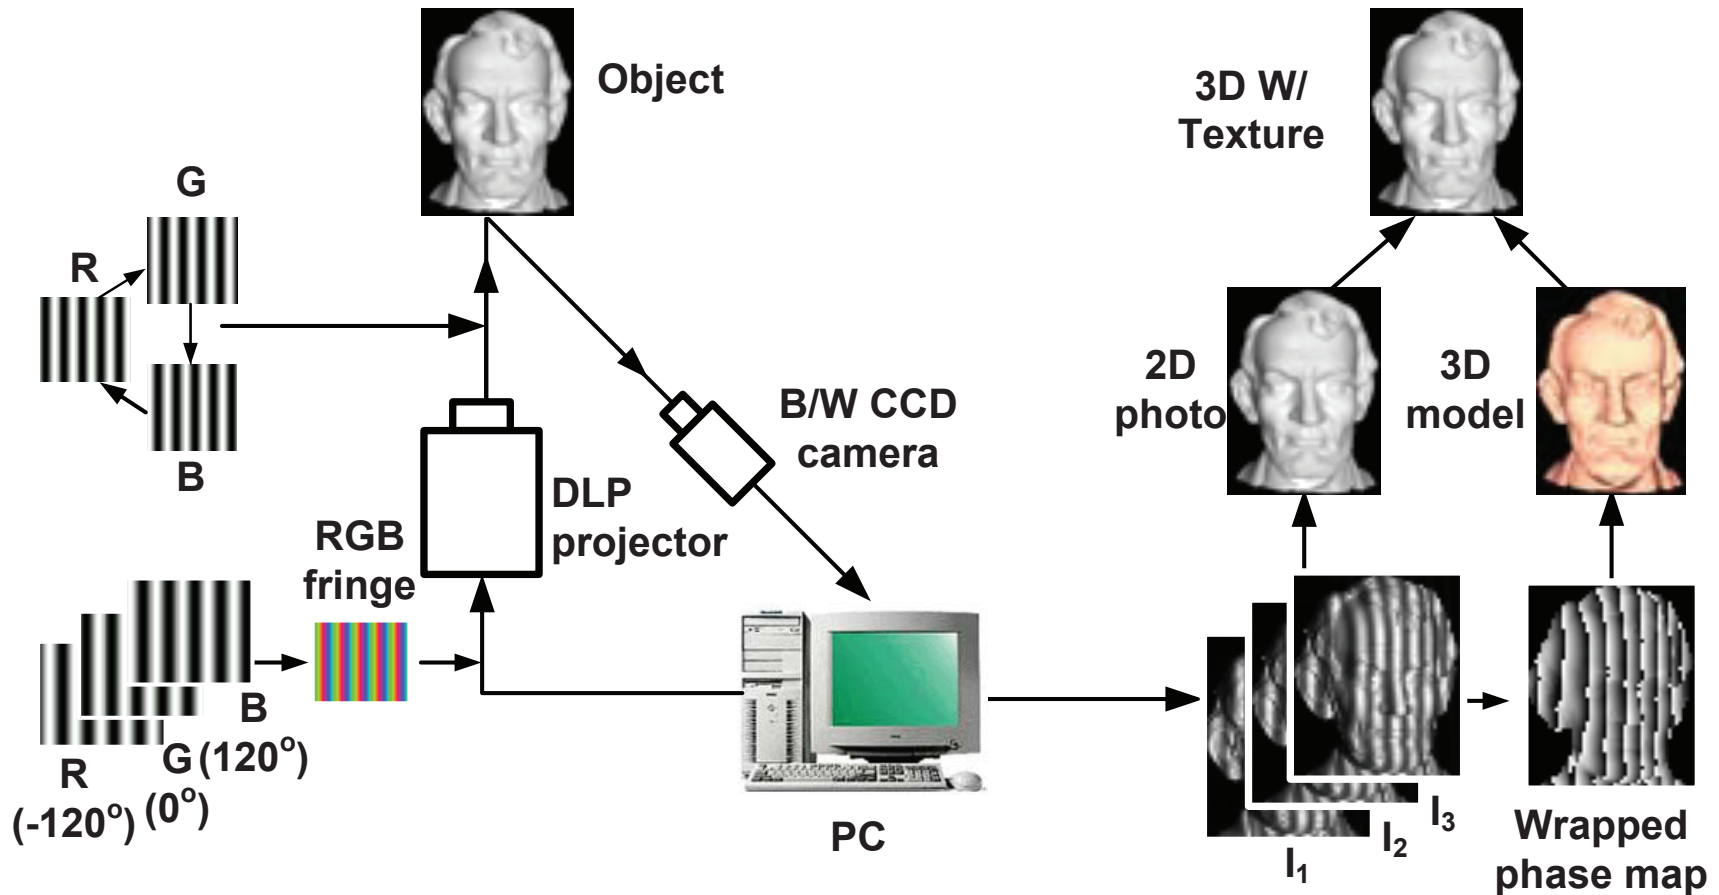 Object
3D W/
Texture
G
R
B
2D
photo
3D
model
B/W CCD
camera
DLP
projector
RGB
fringe
B
(120°)
G
(0°)
R
(-120°)
PC
I₁
I₂
I₃
Wrapped
phase map